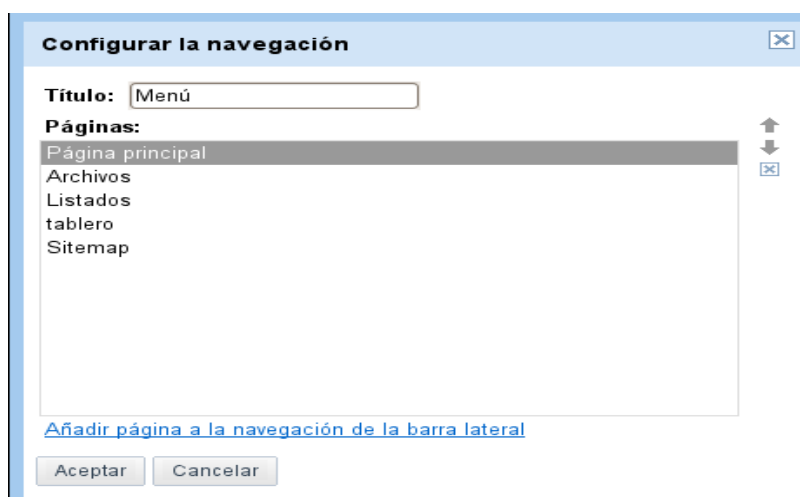 Configurar la navegación
Título: Menú
Páginas:
Página principal
Archivos
Listados
tablero
Sitemap
Añadir página a la navegación de la barra lateral
Aceptar Cancelar